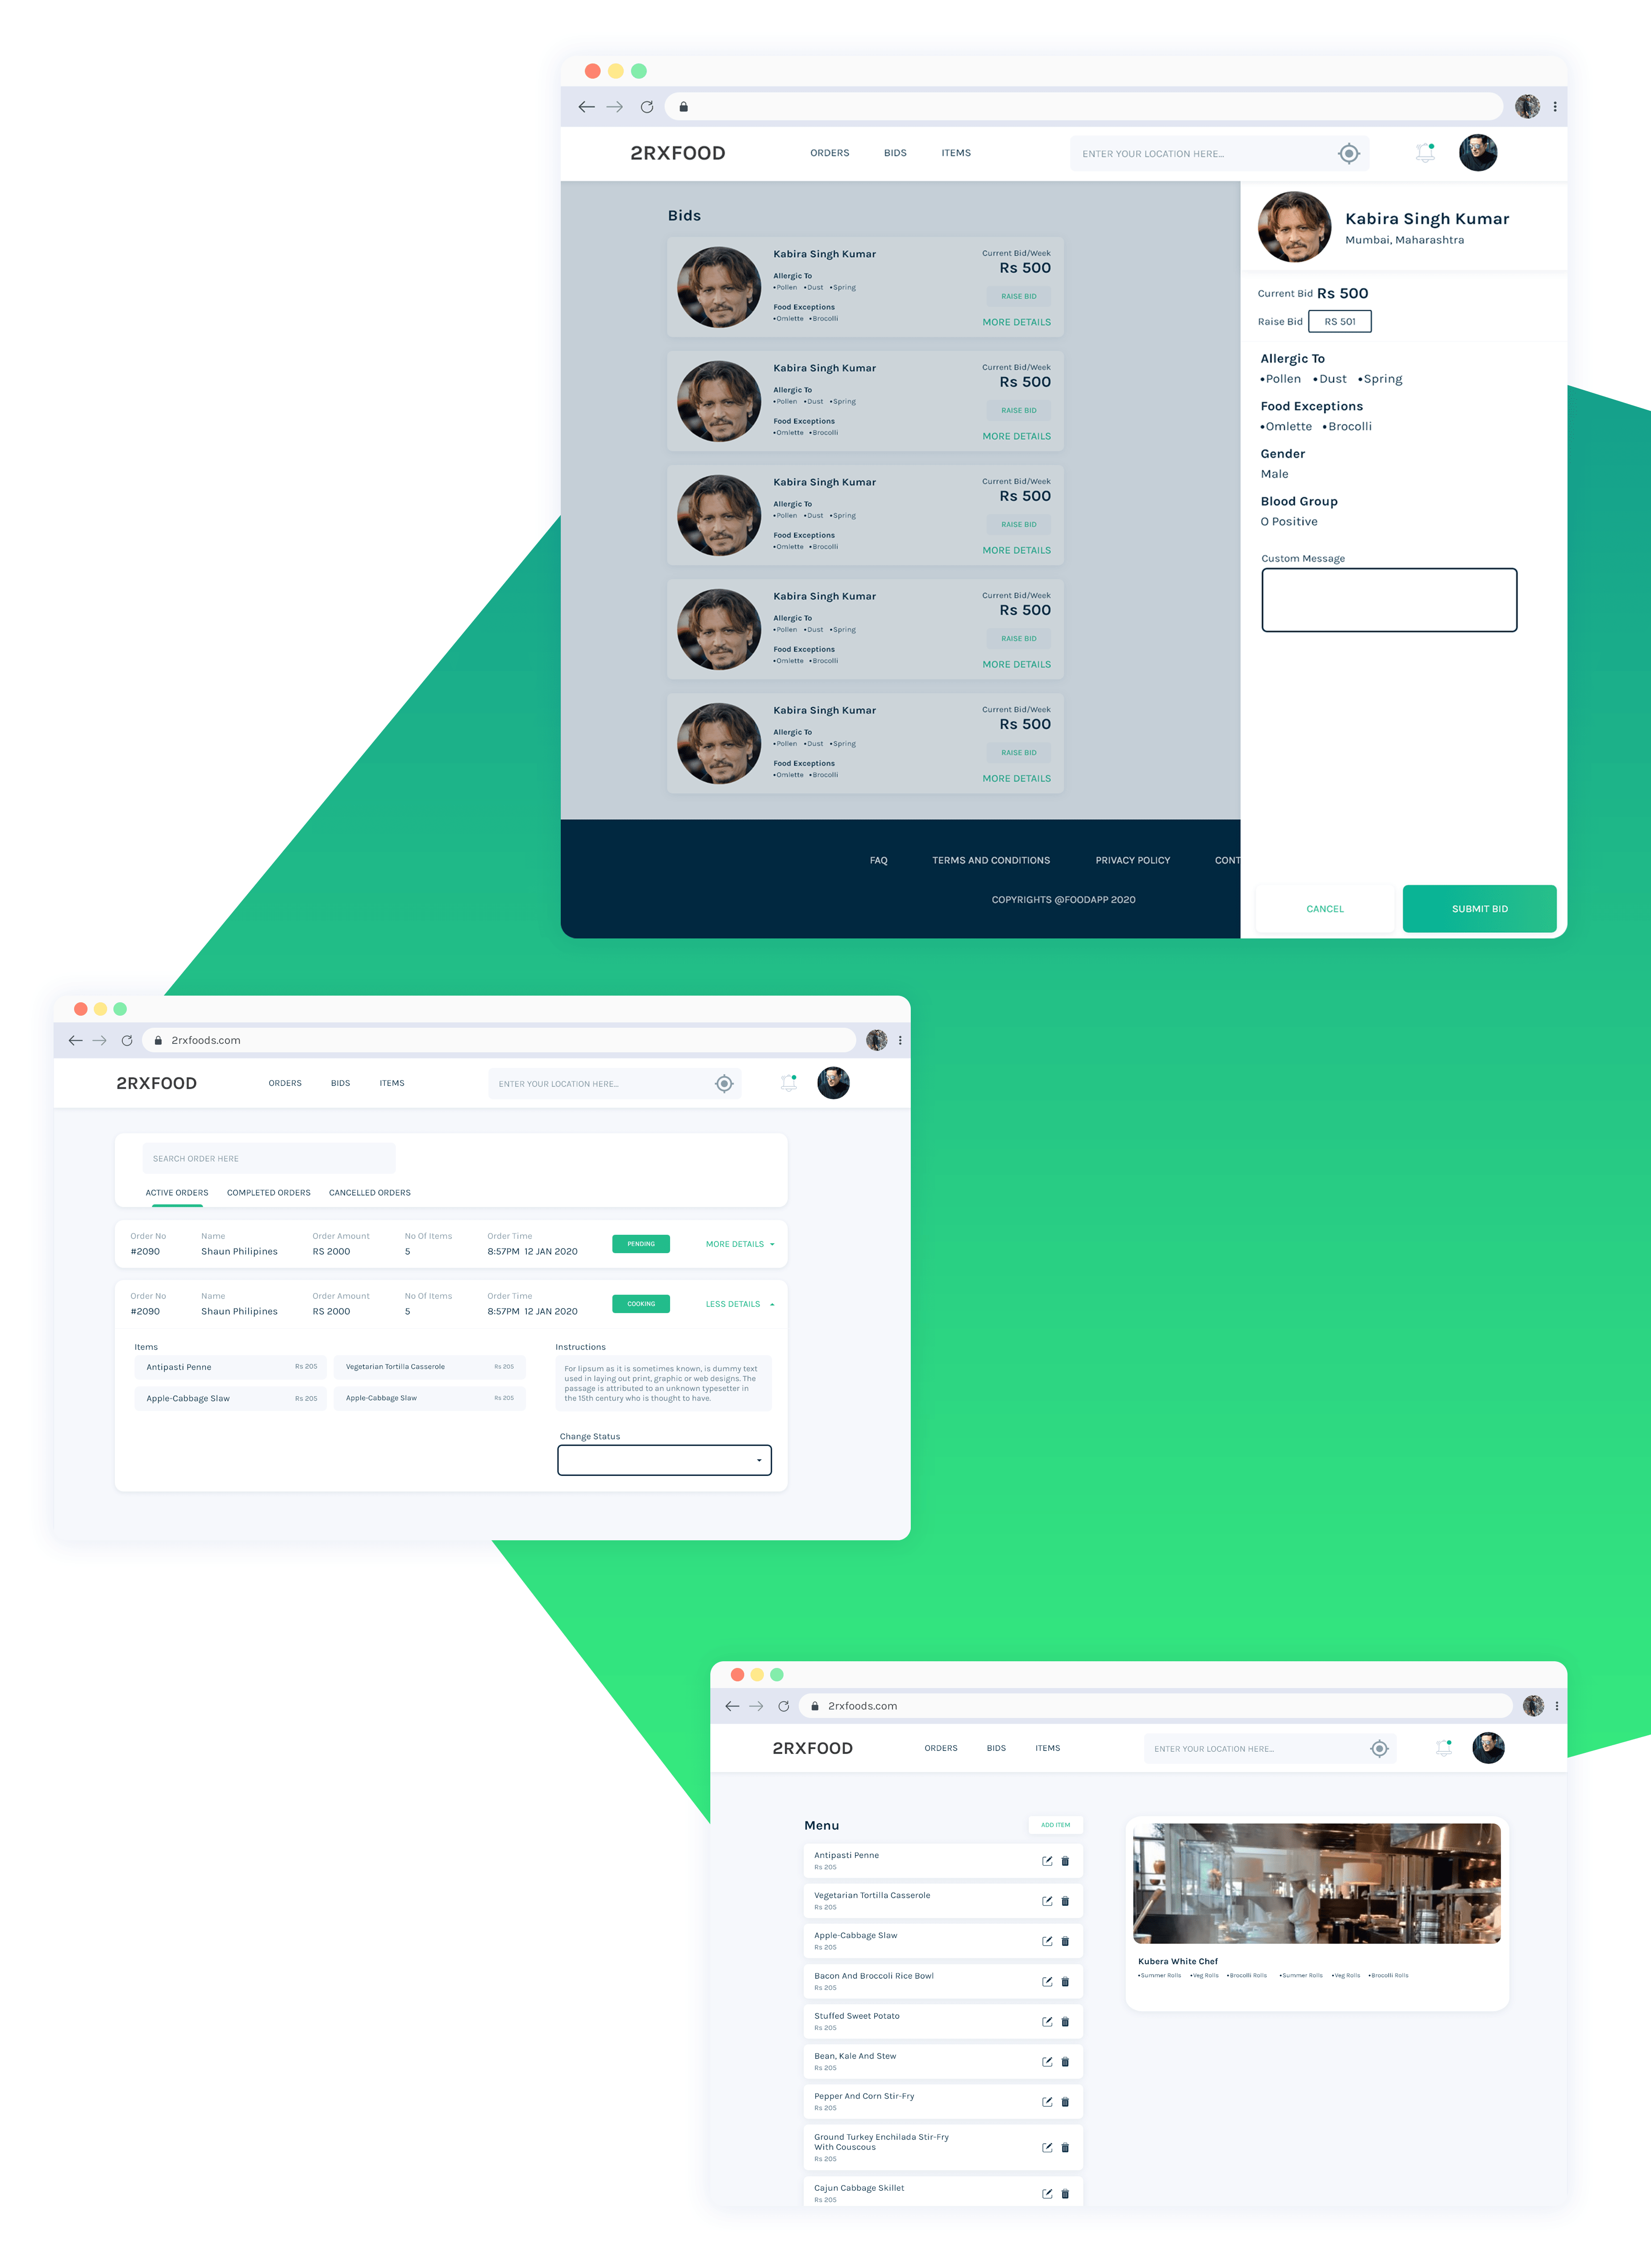 2RXFOOD ORDERS BIDS ITEMS ENTER YOUR LOCATION HERE...
Bids
Kabira Singh Kumar
Allergic To
•Pollen •Dust •Spring
Food Exceptions
•Omlette •Brocolli
Current Bid/Week
Rs 500
RAISE BID
MORE DETAILS
Kabira Singh Kumar
Allergic To
•Pollen •Dust •Spring
Food Exceptions
•Omlette •Brocolli
Current Bid/Week
Rs 500
RAISE BID
MORE DETAILS
Kabira Singh Kumar
Allergic To
•Pollen •Dust •Spring
Food Exceptions
•Omlette •Brocolli
Current Bid/Week
Rs 500
RAISE BID
MORE DETAILS
Kabira Singh Kumar
Allergic To
•Pollen •Dust •Spring
Food Exceptions
•Omlette •Brocolli
Current Bid/Week
Rs 500
RAISE BID
MORE DETAILS
Kabira Singh Kumar
Allergic To
•Pollen •Dust •Spring
Food Exceptions
•Omlette •Brocolli
Current Bid/Week
Rs 500
RAISE BID
MORE DETAILS
FAQ TERMS AND CONDITIONS PRIVACY POLICY CONT
COPYRIGHTS @FOODAPP 2020
Kabira Singh Kumar
Mumbai, Maharashtra
Current Bid Rs 500
Raise Bid RS 501
Allergic To
•Pollen •Dust •Spring
Food Exceptions
•Omlette •Brocolli
Gender
Male
Blood Group
O Positive
Custom Message
CANCEL SUBMIT BID
2rxfoods.com
2RXFOOD ORDERS BIDS ITEMS ENTER YOUR LOCATION HERE...
SEARCH ORDER HERE
ACTIVE ORDERS COMPLETED ORDERS CANCELLED ORDERS
Order No Name Order Amount No Of Items Order Time
#2090 Shaun Philipines RS 2000 5 8:57PM 12 JAN 2020 PENDING MORE DETAILS
Order No Name Order Amount No Of Items Order Time
#2090 Shaun Philipines RS 2000 5 8:57PM 12 JAN 2020 COOKING LESS DETAILS
Items
Antipasti Penne Rs 205 Vegetarian Tortilla Casserole Rs 205
Apple-Cabbage Slaw Rs 205 Apple-Cabbage Slaw Rs 205
Instructions
For lipsum as it is sometimes known, is dummy text
used in laying out print, graphic or web designs. The
passage is attributed to an unknown typesetter in
the 15th century who is thought to have.
Change Status
2rxfoods.com
2RXFOOD ORDERS BIDS ITEMS ENTER YOUR LOCATION HERE...
Menu ADD ITEM
Antipasti Penne
Rs 205
Vegetarian Tortilla Casserole
Rs 205
Apple-Cabbage Slaw
Rs 205
Bacon And Broccoli Rice Bowl
Rs 205
Stuffed Sweet Potato
Rs 205
Bean, Kale And Stew
Rs 205
Pepper And Corn Stir-Fry
Rs 205
Ground Turkey Enchilada Stir-Fry
With Couscous
Rs 205
Cajun Cabbage Skillet
Rs 205
Kubera White Chef
•Summer Rolls •Veg Rolls •Brocolli Rolls •Summer Rolls •Veg Rolls •Brocolli Rolls